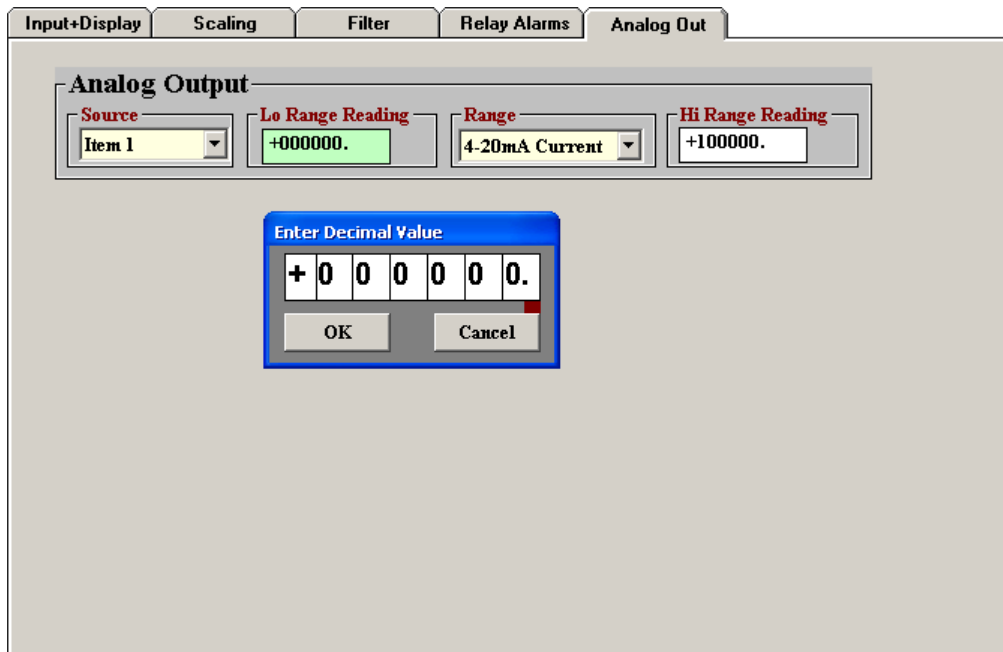 Input+Display Scaling Filter Relay Alarms Analog Out
Analog Output
Source Lo Range Reading Range Hi Range Reading
Item 1 +000000. 4-20mA Current +100000.
Enter Decimal Value
+ 0 0 0 0 0 0.
OK Cancel